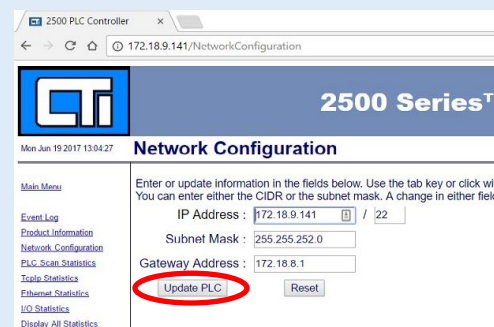 2500 PLC Controller
172.18.9.141/NetworkConfiguration
CTi
2500 Series
Mon Jun 19 2017 13:04:27
Network Configuration
Main Menu
Enter or update information in the fields below. Use the tab key or click
You can enter either the CIDR or the subnet mask. A change in either
Event Log
IP Address : 172.18.9.141 / 22
Product Information
Subnet Mask : 255.255.252.0
Network Configuration
PLC Scan Statistics
Gateway Address : 172.18.8.1
TcpIp Statistics
Ethernet Statistics
Update PLC Reset
I/O Statistics
Display All Statistics